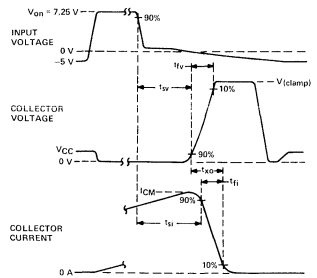 Von = 7.25 V
90%
INPUT
VOLTAGE
0 V
−5 V
tfv
tsv
V(clamp)
10%
COLLECTOR
VOLTAGE
VCC
0 V
90%
txo
ICM
tfi
90%
tsi
COLLECTOR
CURRENT
10%
0 A